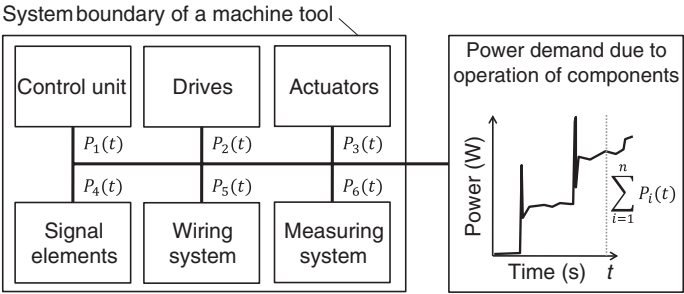 System boundary of a machine tool
Control unit
Drives
Actuators
P₁(t)
P₂(t)
P₃(t)
P₄(t)
P₅(t)
P₆(t)
Signal
elements
Wiring
system
Measuring
system
Power demand due to
operation of components
Power (W)
n
∑ Pᵢ(t)
i=1
Time (s)
t